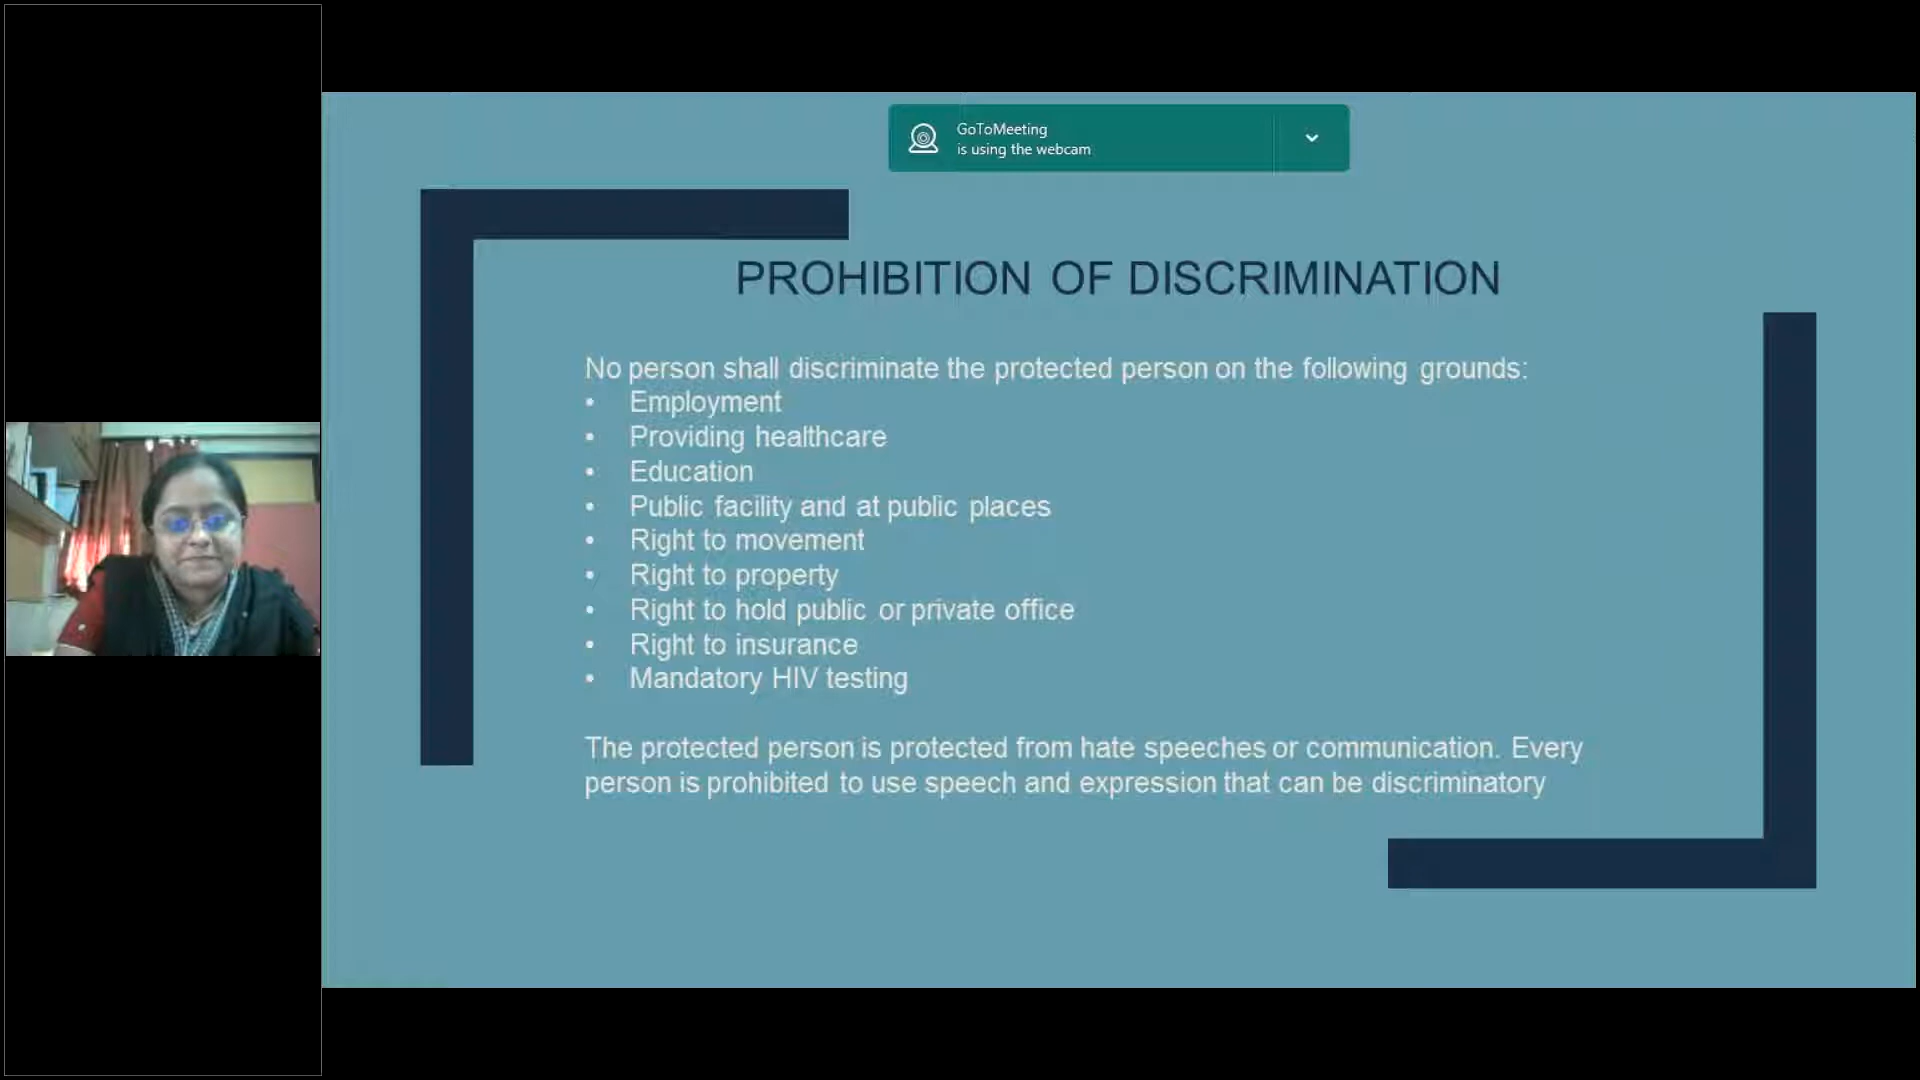 GoToMeeting
is using the webcam
PROHIBITION OF DISCRIMINATION
No person shall discriminate the protected person on the following grounds:
• Employment
• Providing healthcare
• Education
• Public facility and at public places
• Right to movement
• Right to property
• Right to hold public or private office
• Right to insurance
• Mandatory HIV testing
The protected person is protected from hate speeches or communication. Every
person is prohibited to use speech and expression that can be discriminatory